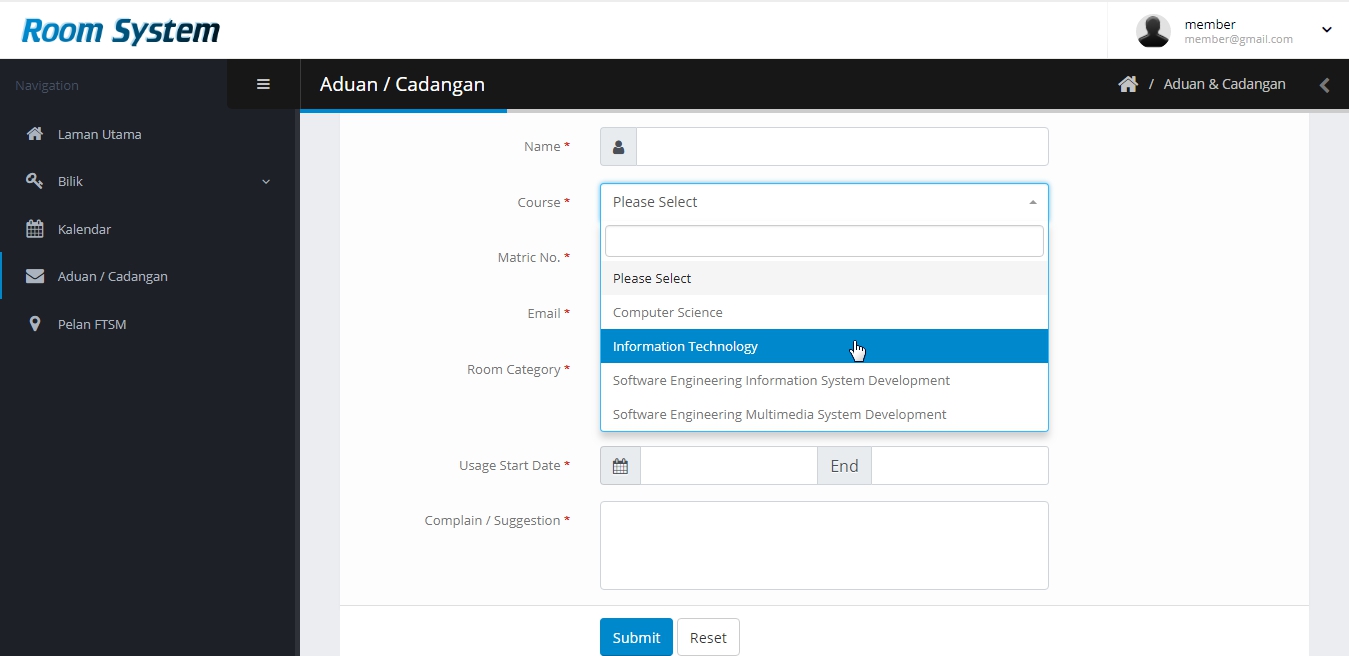 Room System
member
member@gmail.com
Navigation
Aduan / Cadangan
/ Aduan & Cadangan
Laman Utama
Bilik
Kalendar
Aduan / Cadangan
Pelan FTSM
Name *
Course *
Please Select
Please Select
Computer Science
Information Technology
Software Engineering Information System Development
Software Engineering Multimedia System Development
Matric No. *
Email *
Room Category *
Usage Start Date *
End
Complain / Suggestion *
Submit
Reset